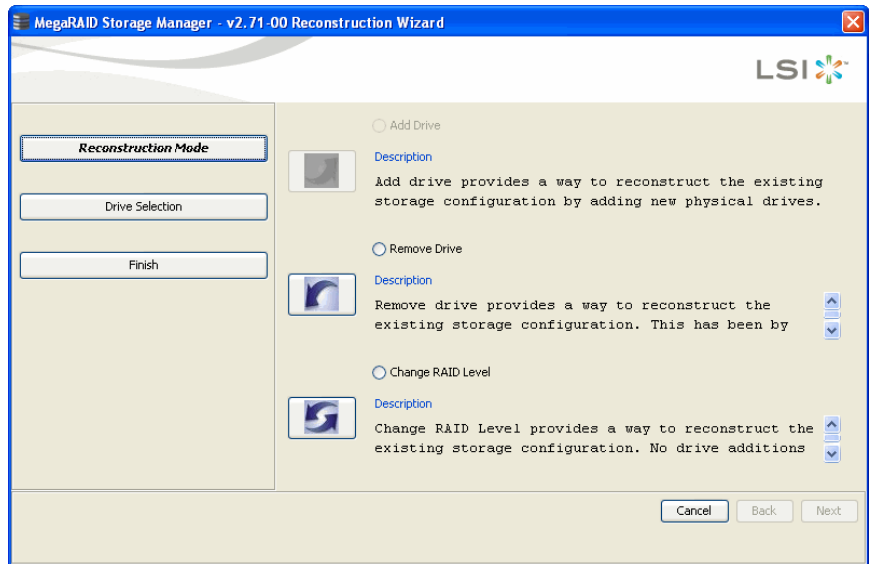 MegaRAID Storage Manager - v2.71-00 Reconstruction Wizard
LSI
Reconstruction Mode
Drive Selection
Finish
Add Drive
Description
Add drive provides a way to reconstruct the existing
storage configuration by adding new physical drives.
Remove Drive
Description
Remove drive provides a way to reconstruct the
existing storage configuration. This has been by
Change RAID Level
Description
Change RAID Level provides a way to reconstruct the
existing storage configuration. No drive additions
Cancel
Back
Next